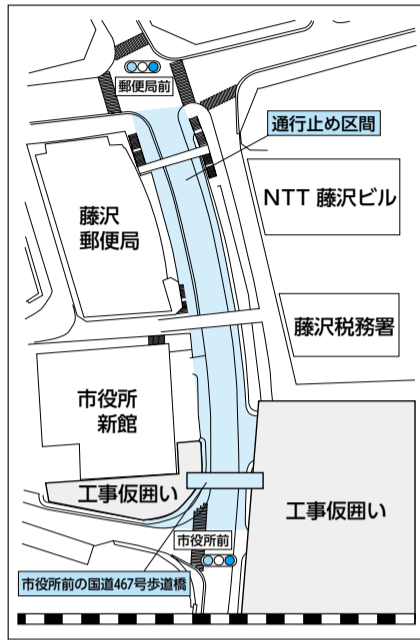 郵便局前
通行止め区間
NTT 藤沢ビル
藤沢
郵便局
藤沢税務署
市役所
新館
工事仮囲い
工事仮囲い
市役所前
市役所前の国道467号歩道橋